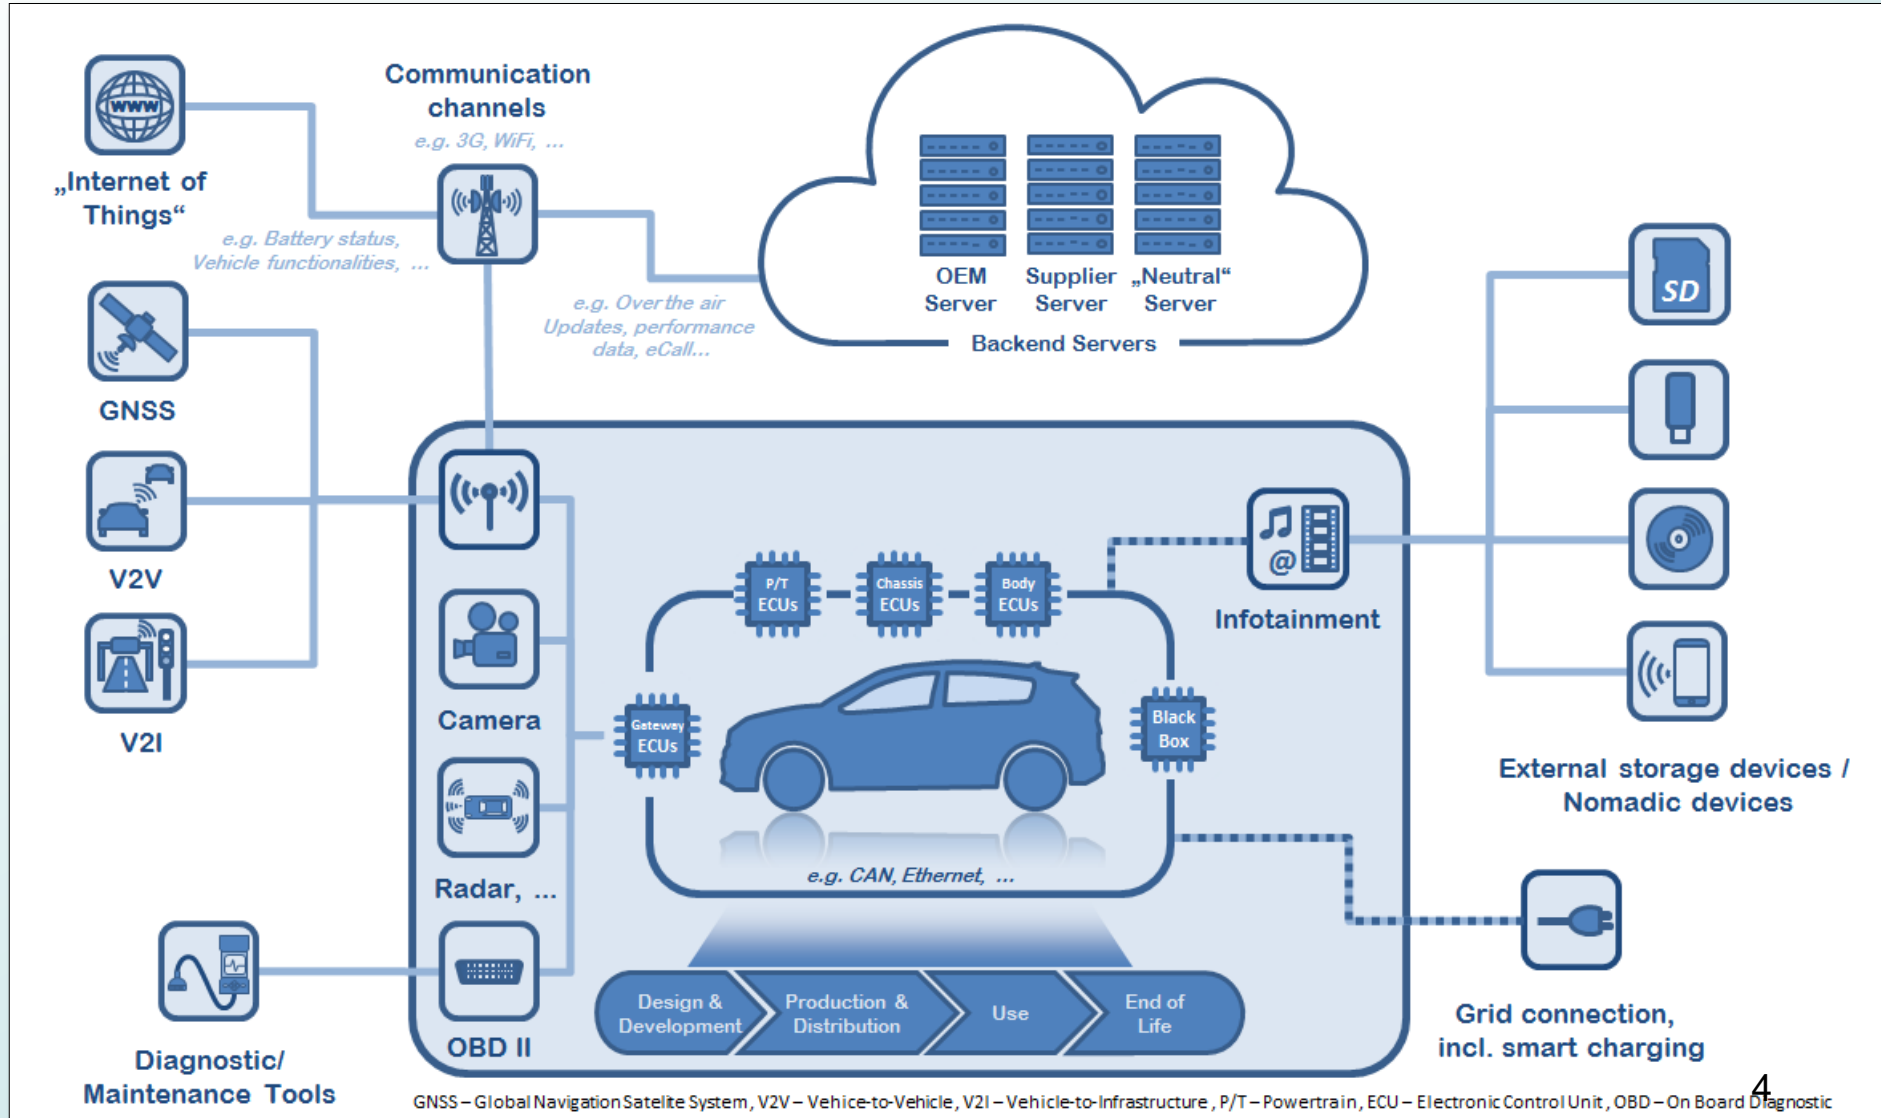 www
„Internet of
Things“
Communication
channels
e.g. 3G, WiFi, ...
e.g. Battery status,
Vehicle functionalities, ...
e.g. Over the air
Updates, performance
data, eCall...
OEM
Server
Supplier
Server
„Neutral“
Server
Backend Servers
GNSS
V2V
V2I
SD
P/T
ECUs
Chassis
ECUs
Body
ECUs
@
Infotainment
Camera
Gateway
ECUs
Black
Box
External storage devices /
Nomadic devices
Radar, ...
e.g. CAN, Ethernet, ...
Design &
Development
Production &
Distribution
Use
End of
Life
OBD II
Diagnostic/
Maintenance Tools
Grid connection,
incl. smart charging
4
GNSS – Global Navigation Satelite System, V2V – Vehice-to-Vehicle, V2I – Vehicle-to-Infrastructure, P/T – Powertrain, ECU – Electronic Control Unit, OBD – On Board Diagnostic